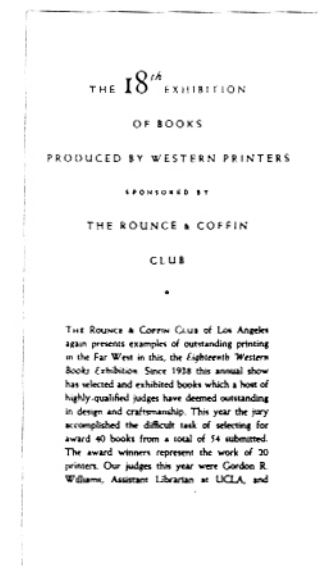 THE 18th EXHIBITION
OF BOOKS
PRODUCED BY WESTERN PRINTERS
SPONSORED BY
THE ROUNCE & COFFIN
CLUB
THE ROUNCE & COFFIN CLUB of Los Angeles
again presents examples of outstanding printing
in the Far West in this, the Eighteenth Western
Books Exhibition. Since 1938 this annual show
has selected and exhibited books which a host of
highly-qualified judges have deemed outstanding
in design and craftsmanship. This year the jury
accomplished the difficult task of selecting for
award 40 books from a total of 54 submitted.
The award winners represent the work of 20
printers. Our judges this year were Gordon R.
Williams, Assistant Librarian at UCLA, and